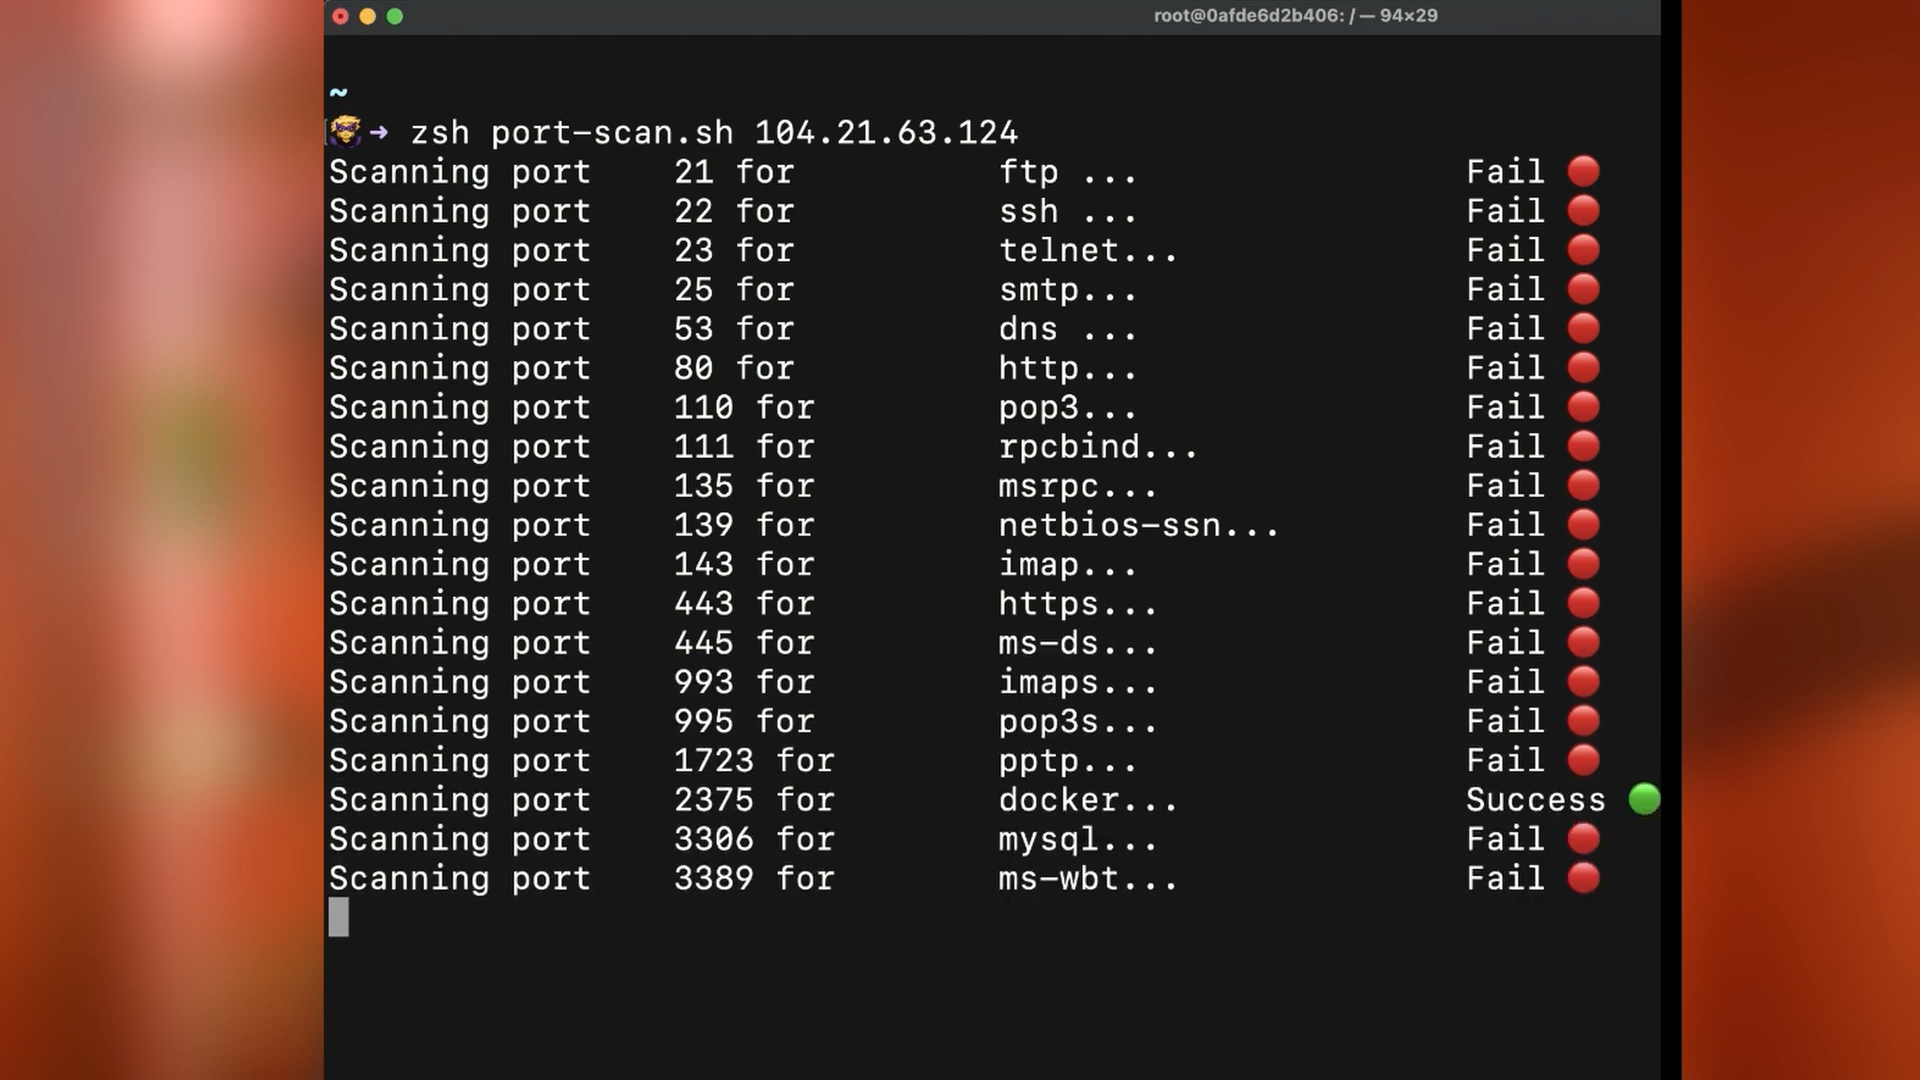 root@0afde6d2b406: / — 94×29
~
➜ zsh port-scan.sh 104.21.63.124
Scanning port 21 for ftp ... Fail
Scanning port 22 for ssh ... Fail
Scanning port 23 for telnet... Fail
Scanning port 25 for smtp... Fail
Scanning port 53 for dns ... Fail
Scanning port 80 for http... Fail
Scanning port 110 for pop3... Fail
Scanning port 111 for rpcbind... Fail
Scanning port 135 for msrpc... Fail
Scanning port 139 for netbios-ssn... Fail
Scanning port 143 for imap... Fail
Scanning port 443 for https... Fail
Scanning port 445 for ms-ds... Fail
Scanning port 993 for imaps... Fail
Scanning port 995 for pop3s... Fail
Scanning port 1723 for pptp... Fail
Scanning port 2375 for docker... Success
Scanning port 3306 for mysql... Fail
Scanning port 3389 for ms-wbt... Fail